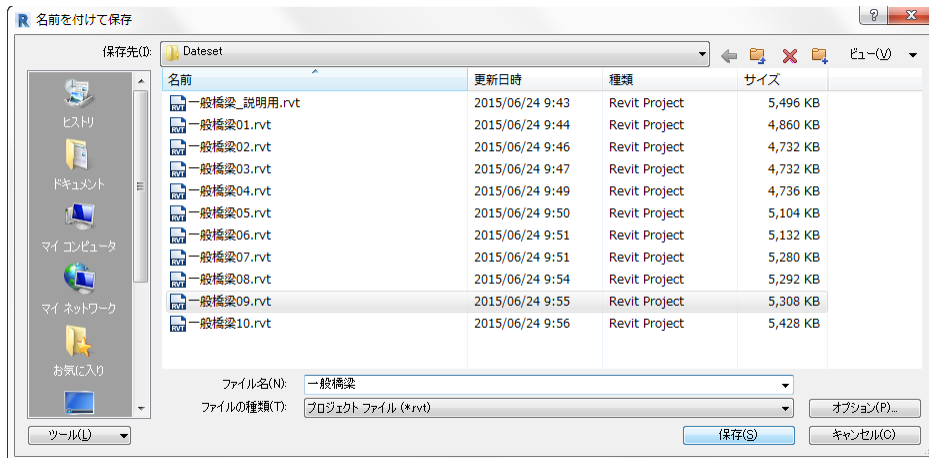 名前を付けて保存
保存先(I): Dateset ビュー(V)
名前 更新日時 種類 サイズ
一般橋梁_説明用.rvt 2015/06/24 9:43 Revit Project 5,496 KB
一般橋梁01.rvt 2015/06/24 9:44 Revit Project 4,860 KB
一般橋梁02.rvt 2015/06/24 9:46 Revit Project 4,732 KB
一般橋梁03.rvt 2015/06/24 9:47 Revit Project 4,732 KB
一般橋梁04.rvt 2015/06/24 9:49 Revit Project 4,736 KB
一般橋梁05.rvt 2015/06/24 9:50 Revit Project 5,104 KB
一般橋梁06.rvt 2015/06/24 9:51 Revit Project 5,132 KB
一般橋梁07.rvt 2015/06/24 9:51 Revit Project 5,280 KB
一般橋梁08.rvt 2015/06/24 9:54 Revit Project 5,292 KB
一般橋梁09.rvt 2015/06/24 9:55 Revit Project 5,308 KB
一般橋梁10.rvt 2015/06/24 9:56 Revit Project 5,428 KB
ヒストリ
ドキュメント
マイ コンピュータ
マイ ネットワーク
お気に入り
ファイル名(N): 一般橋梁
ファイルの種類(T): プロジェクト ファイル (*rvt) オプション(P)...
ツール(L) 保存(S) キャンセル(C)